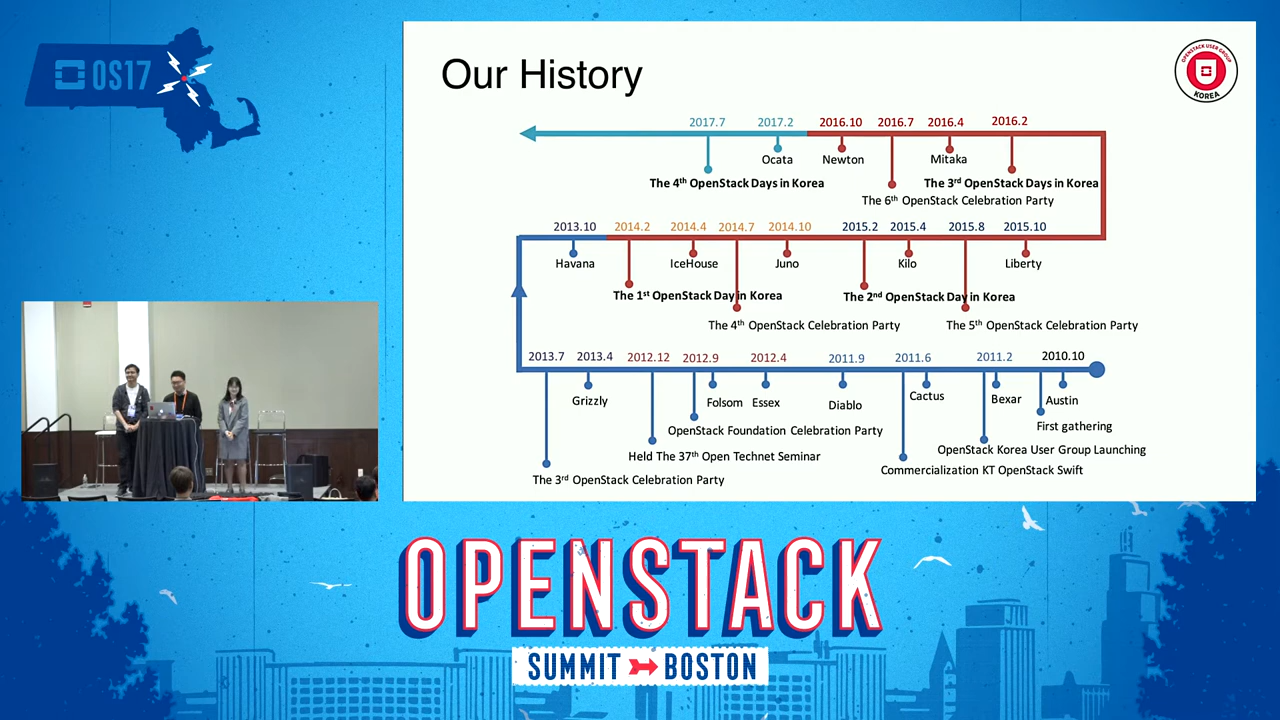 OS17
Our History
OPENSTACK USER GROUP
KOREA
2017.7 2017.2 2016.10 2016.7 2016.4 2016.2
Ocata Newton Mitaka
The 4th OpenStack Days in Korea The 3rd OpenStack Days in Korea
The 6th OpenStack Celebration Party
2013.10 2014.2 2014.4 2014.7 2014.10 2015.2 2015.4 2015.8 2015.10
Havana IceHouse Juno Kilo Liberty
The 1st OpenStack Day in Korea The 2nd OpenStack Day in Korea
The 4th OpenStack Celebration Party The 5th OpenStack Celebration Party
2013.7 2013.4 2012.12 2012.9 2012.4 2011.9 2011.6 2011.2 2010.10
Grizzly Folsom Essex Diablo Cactus Bexar Austin
First gathering
OpenStack Foundation Celebration Party
OpenStack Korea User Group Launching
Held The 37th Open Technet Seminar
Commercialization KT OpenStack Swift
The 3rd OpenStack Celebration Party
OPENSTACK
SUMMIT BOSTON